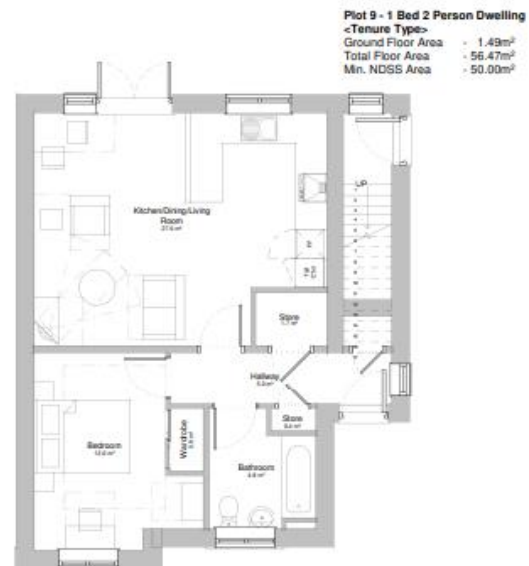 Plot 9 - 1 Bed 2 Person Dwelling
<Tenure Type>
Ground Floor Area - 1.49m²
Total Floor Area - 56.47m²
Min. NDSS Area - 50.00m²
UP
Kitchen/Dining/Living
Room
Store
Hallway
Store
Bedroom
Wardrobe
Bathroom